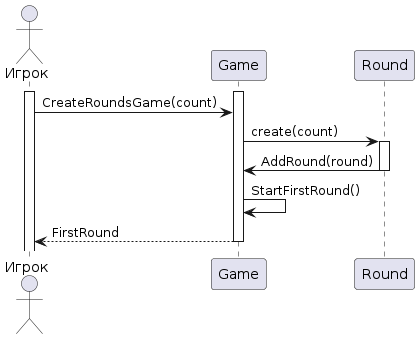 Игрок
Game
Round
CreateRoundsGame(count)
create(count)
AddRound(round)
StartFirstRound()
FirstRound
Игрок
Game
Round